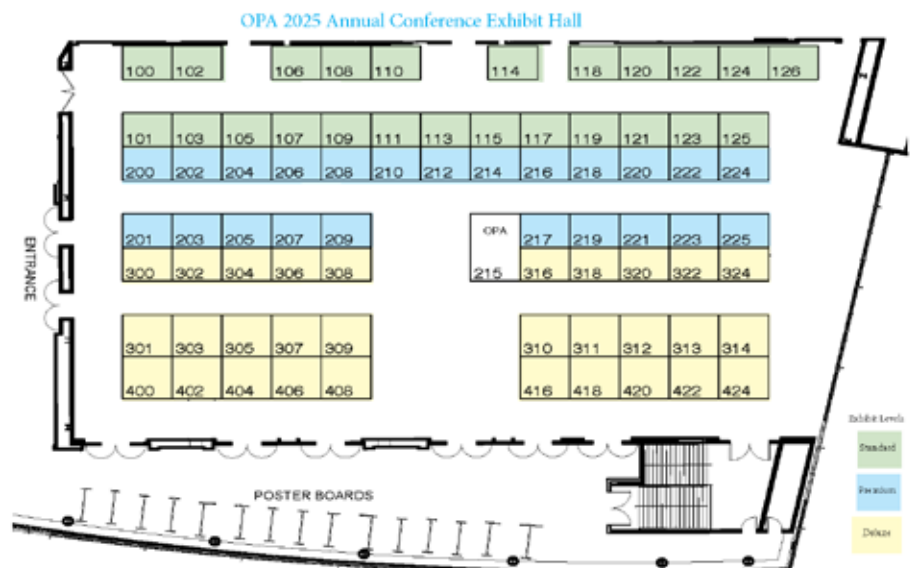 OPA 2025 Annual Conference Exhibit Hall
100 102 106 108 110 114 118 120 122 124 126
101 103 105 107 109 111 113 115 117 119 121 123 125
200 202 204 206 208 210 212 214 216 218 220 222 224
201 203 205 207 209 OPA 217 219 221 223 225
300 302 304 306 308 215 316 318 320 322 324
ENTRANCE
301 303 305 307 309 310 311 312 313 314
400 402 404 406 408 416 418 420 422 424
Exhibit Levels
Standard
Premium
Deluxe
POSTER BOARDS